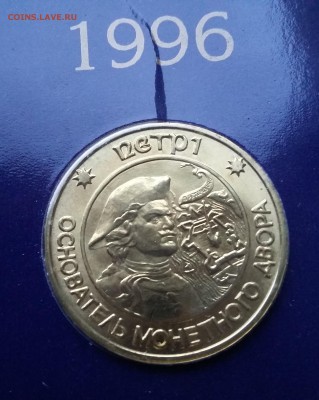 COINS.LAVE.RU
1996
ПЕТР I
ОСНОВАТЕЛЬ МОНЕТНОГО ДВОРА